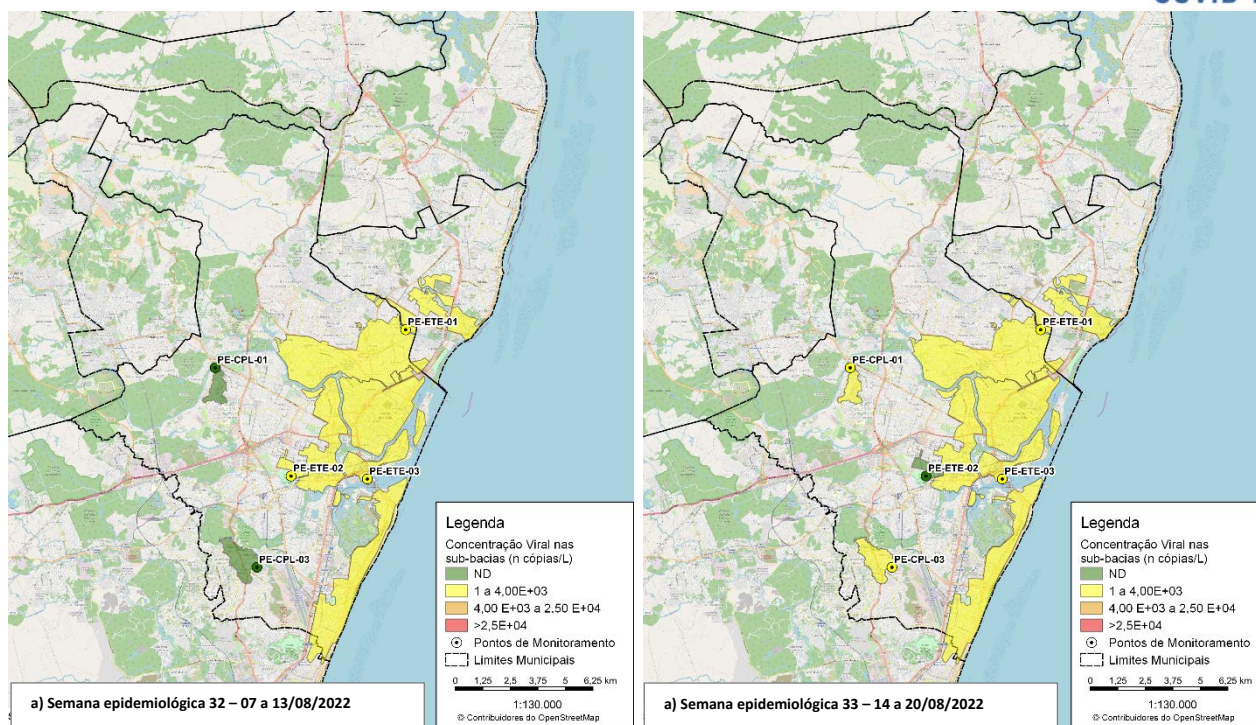 PE-ETE-01
PE-CPL-01
PE-ETE-02
PE-ETE-03
PE-CPL-03
Legenda
Concentração Viral nas
sub-bacias (n cópias/L)
ND
1 a 4,00E+03
4,00 E+03 a 2,50 E+04
>2,5E+04
Pontos de Monitoramento
Limites Municipais
0 1,25 2,5 3,75 5 6,25 km
1:130.000
© Contribuidores do OpenStreetMap
a) Semana epidemiológica 32 – 07 a 13/08/2022
PE-ETE-01
PE-CPL-01
PE-ETE-02
PE-ETE-03
PE-CPL-03
Legenda
Concentração Viral nas
sub-bacias (n cópias/L)
ND
1 a 4,00E+03
4,00 E+03 a 2,50 E+04
>2,5E+04
Pontos de Monitoramento
Limites Municipais
0 1,25 2,5 3,75 5 6,25 km
1:130.000
© Contribuidores do OpenStreetMap
a) Semana epidemiológica 33 – 14 a 20/08/2022